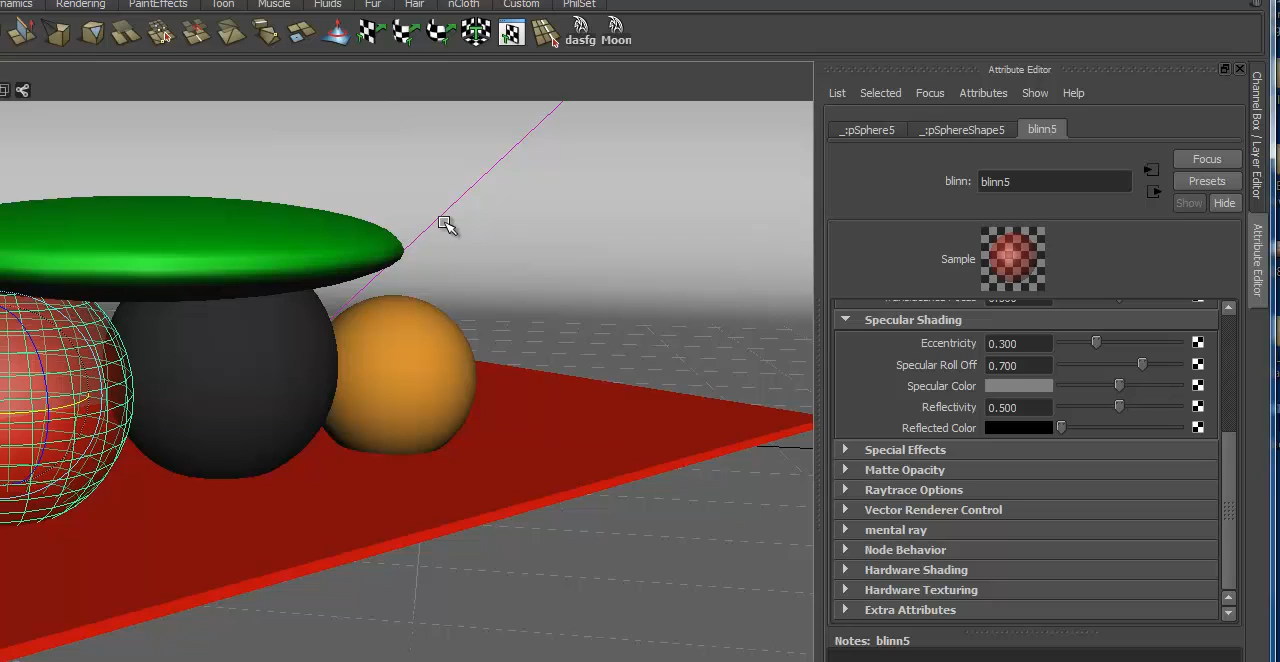 namics Rendering PaintEffects Toon Muscle Fluids Fur Hair nCloth Custom PhilSet
dasfg Moon
Attribute Editor
List Selected Focus Attributes Show Help
_:pSphere5 _:pSphereShape5 blinn5
Focus
blinn: blinn5
Presets
Show Hide
Sample
Specular Shading
Eccentricity 0.300
Specular Roll Off 0.700
Specular Color
Reflectivity 0.500
Reflected Color
Special Effects
Matte Opacity
Raytrace Options
Vector Renderer Control
mental ray
Node Behavior
Hardware Shading
Hardware Texturing
Extra Attributes
Notes: blinn5
Channel Box / Layer Editor
Attribute Editor